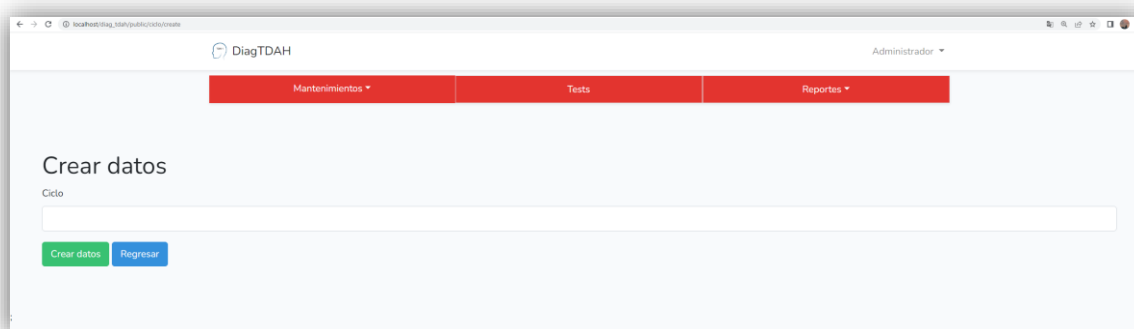 localhost/diag_tdah/public/ciclo/create
DiagTDAH
Administrador
Mantenimientos
Tests
Reportes
Crear datos
Ciclo
Crear datos
Regresar